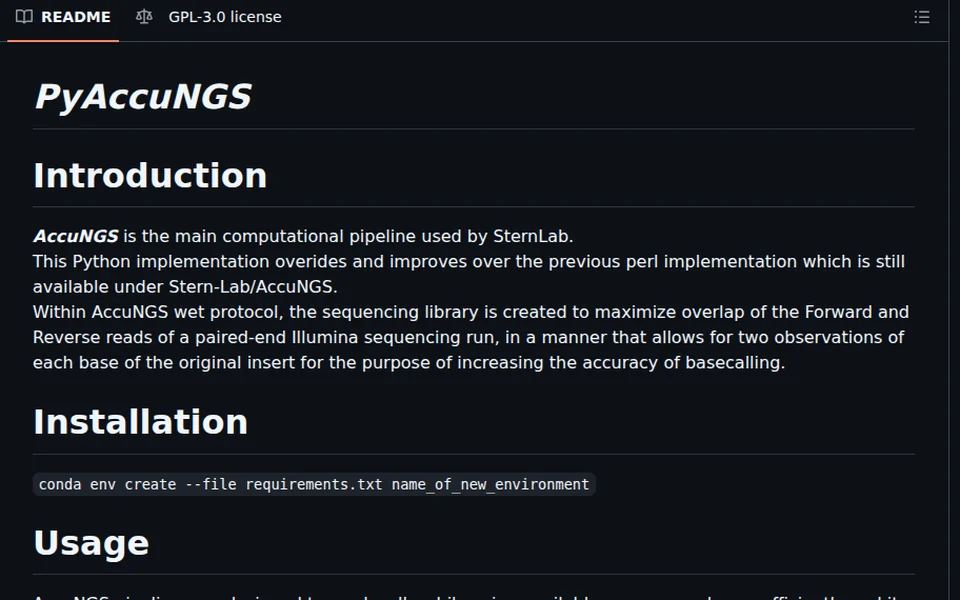 README GPL-3.0 license
PyAccuNGS
Introduction
AccuNGS is the main computational pipeline used by SternLab.
This Python implementation overides and improves over the previous perl implementation which is still
available under Stern-Lab/AccuNGS.
Within AccuNGS wet protocol, the sequencing library is created to maximize overlap of the Forward and
Reverse reads of a paired-end Illumina sequencing run, in a manner that allows for two observations of
each base of the original insert for the purpose of increasing the accuracy of basecalling.
Installation
conda env create --file requirements.txt name_of_new_environment
Usage